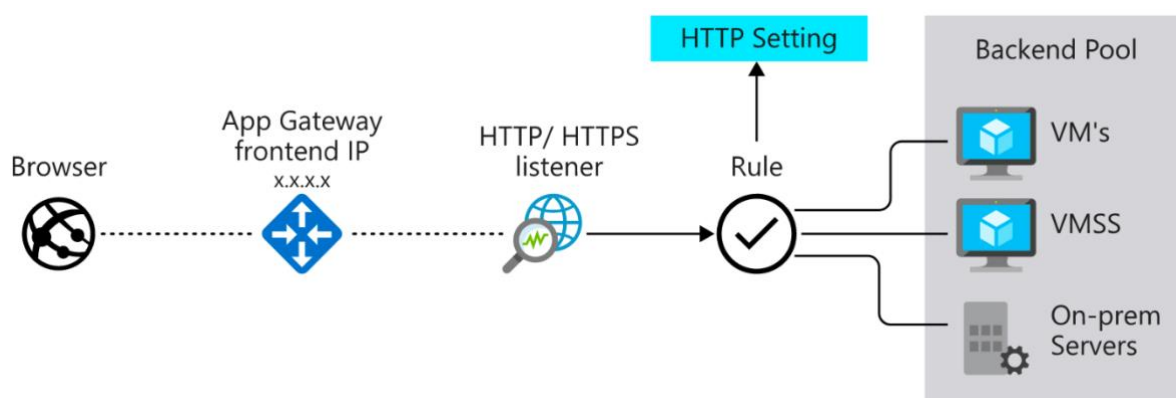 Browser
App Gateway
frontend IP
x.x.x.x
HTTP/ HTTPS
listener
HTTP Setting
Rule
Backend Pool
VM's
VMSS
On-prem
Servers